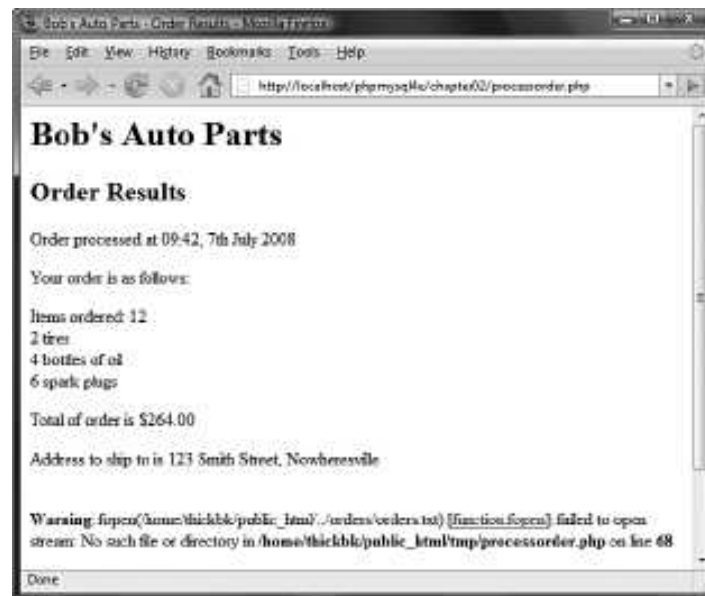 Bob's Auto Parts - Order Results - Mozilla Firefox
File Edit View History Bookmarks Tools Help
http://localhost/phpmysql4e/chapter02/processorder.php
Bob's Auto Parts
Order Results
Order processed at 09:42, 7th July 2008
Your order is as follows:
Items ordered: 12
2 tires
4 bottles of oil
6 spark plugs
Total of order is $264.00
Address to ship to is 123 Smith Street, Nowheresville
Warning: fopen(/home/thickbk/public_html/../orders/orders.txt) [function.fopen]: failed to open
stream: No such file or directory in /home/thickbk/public_html/tmp/processorder.php on line 68
Done